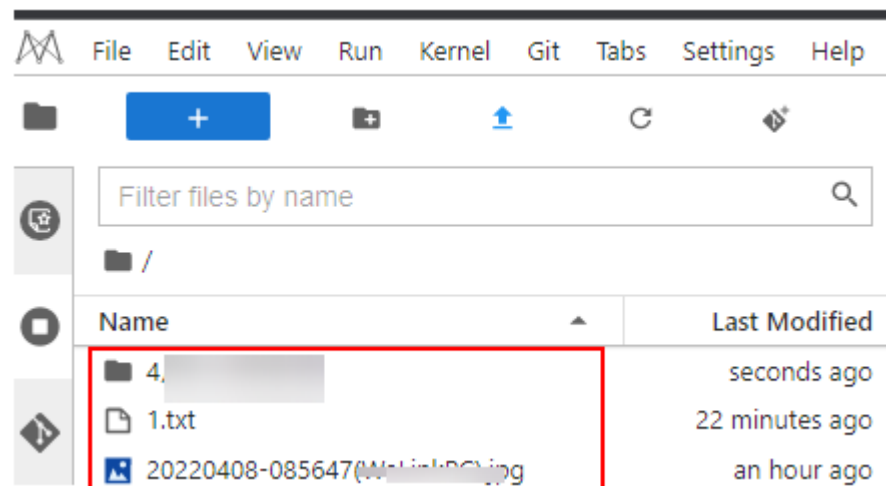 File Edit View Run Kernel Git Tabs Settings Help
Filter files by name
/
Name Last Modified
4, seconds ago
1.txt 22 minutes ago
20220408-085647( .jpg an hour ago